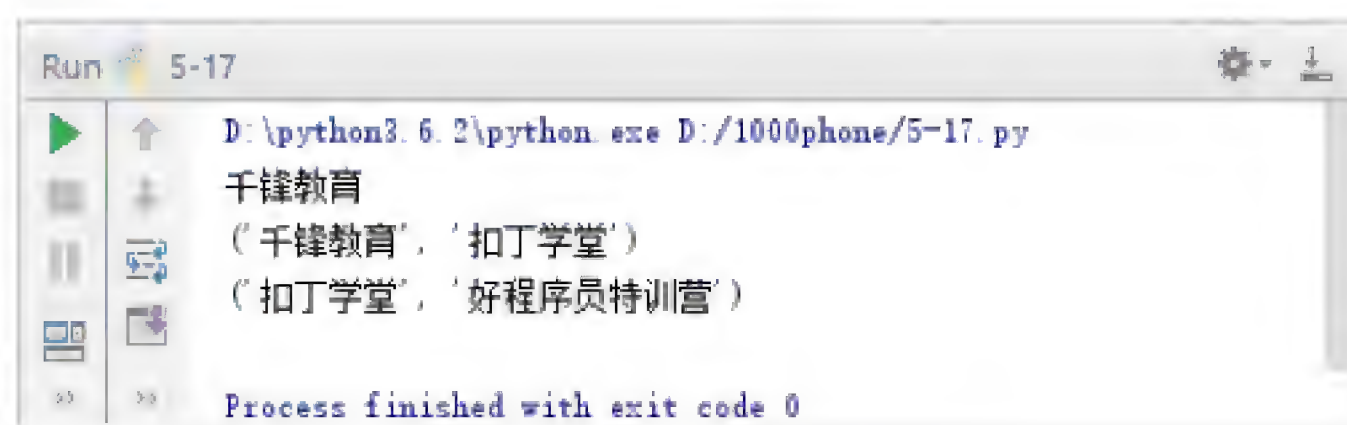 Run 5-17
D:\python3.6.2\python.exe D:/1000phone/5-17.py
千锋教育
('千锋教育', '扣丁学堂')
('扣丁学堂', '好程序员特训营')
Process finished with exit code 0